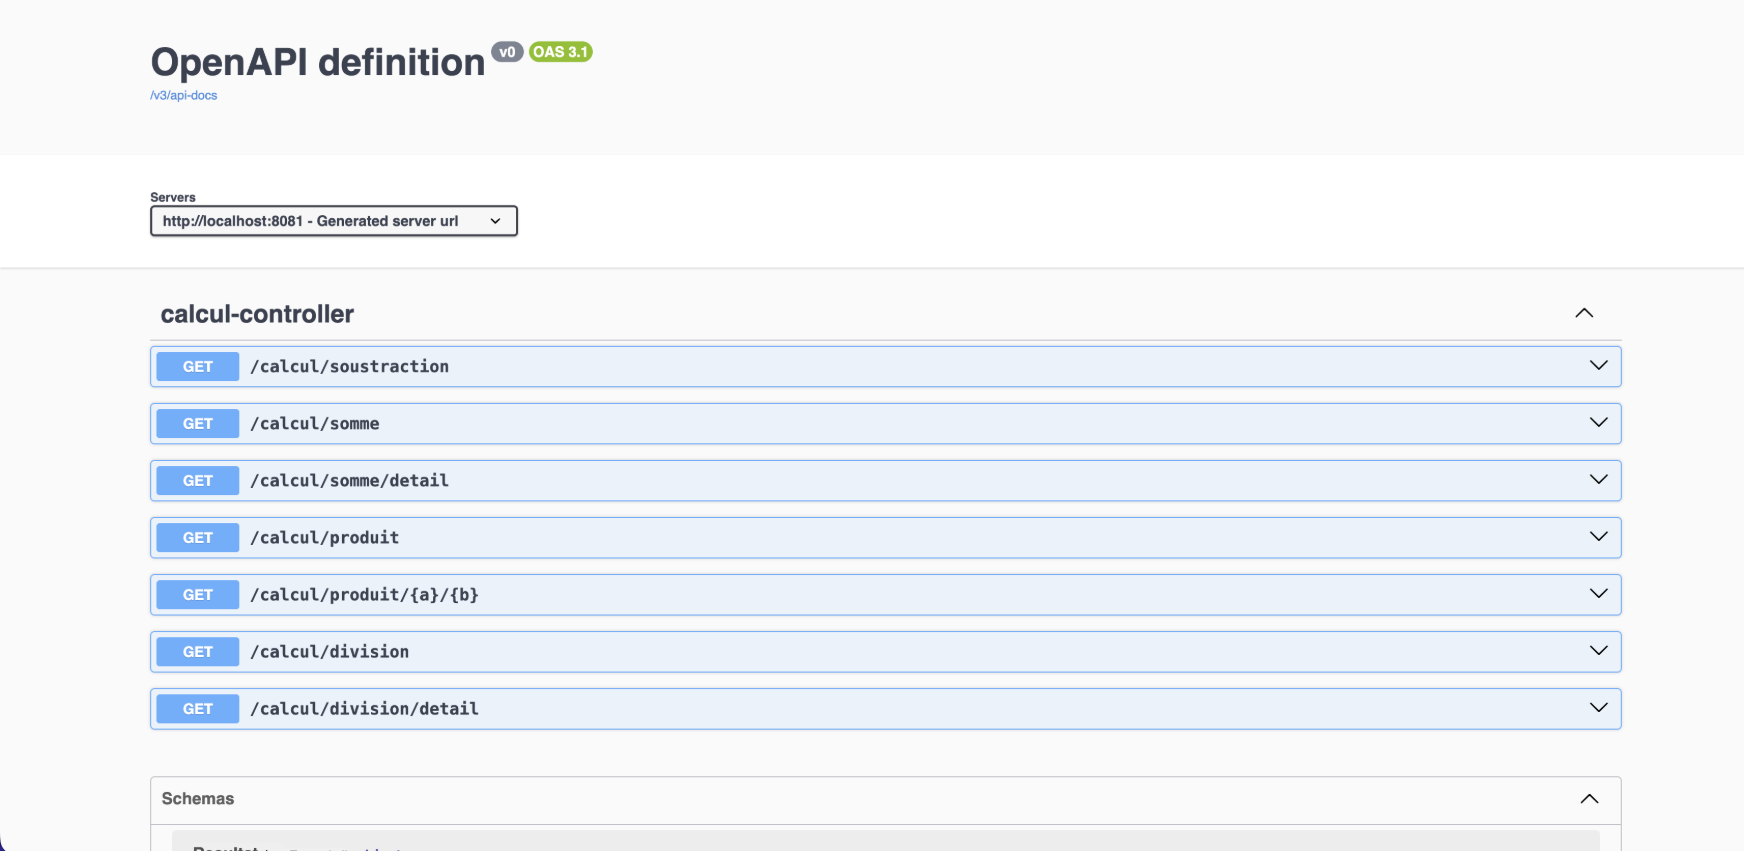 OpenAPI definition v0 OAS 3.1
/v3/api-docs
Servers
http://localhost:8081 - Generated server url
calcul-controller
GET /calcul/soustraction
GET /calcul/somme
GET /calcul/somme/detail
GET /calcul/produit
GET /calcul/produit/{a}/{b}
GET /calcul/division
GET /calcul/division/detail
Schemas